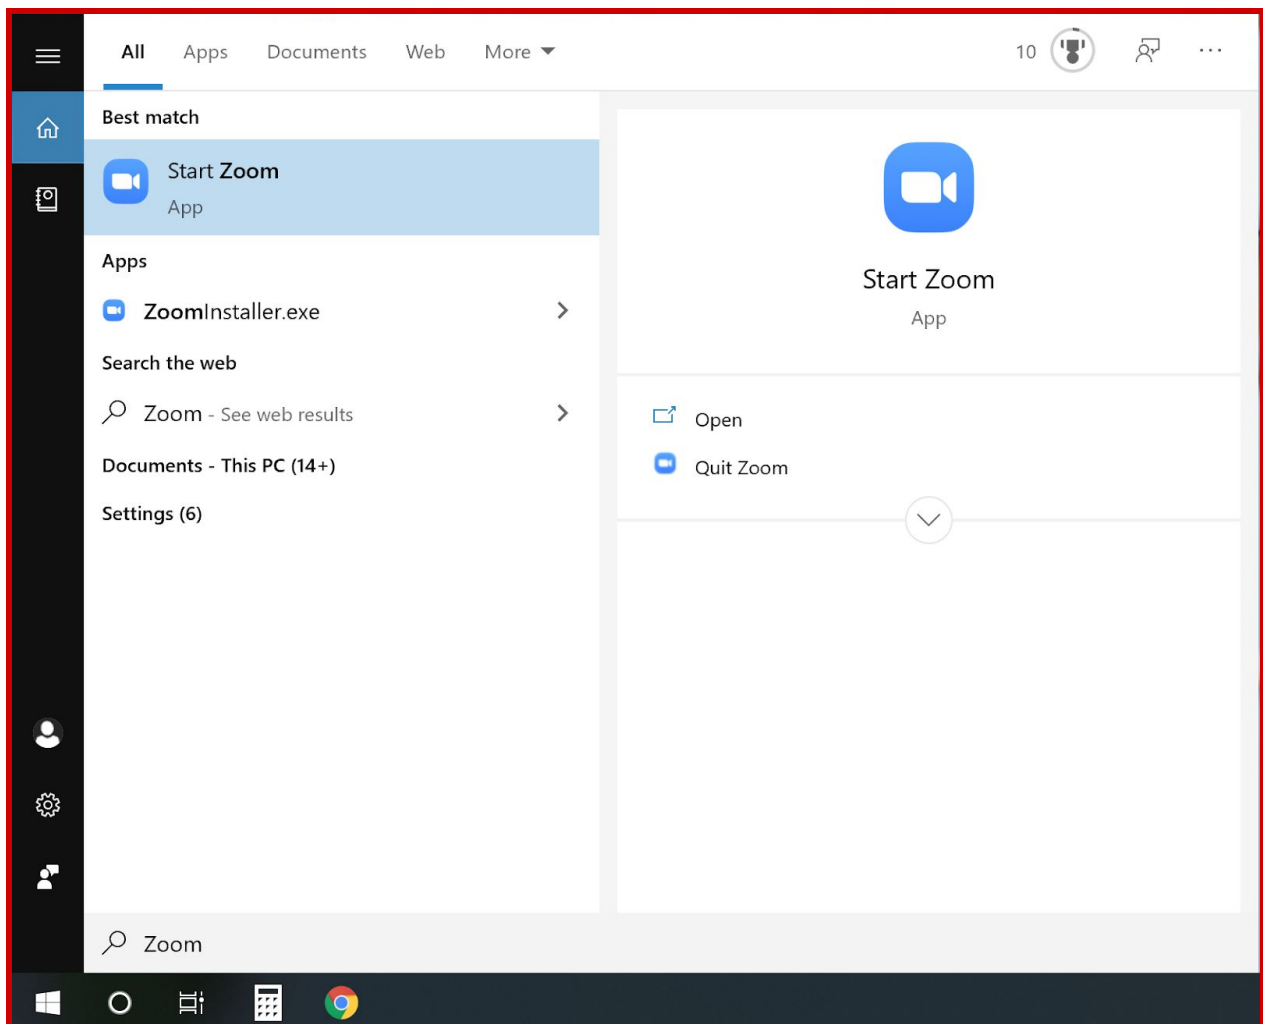 All Apps Documents Web More 10
Best match
Start Zoom
App
Apps
ZoomInstaller.exe
Search the web
Zoom - See web results
Documents - This PC (14+)
Settings (6)
Start Zoom
App
Open
Quit Zoom
Zoom